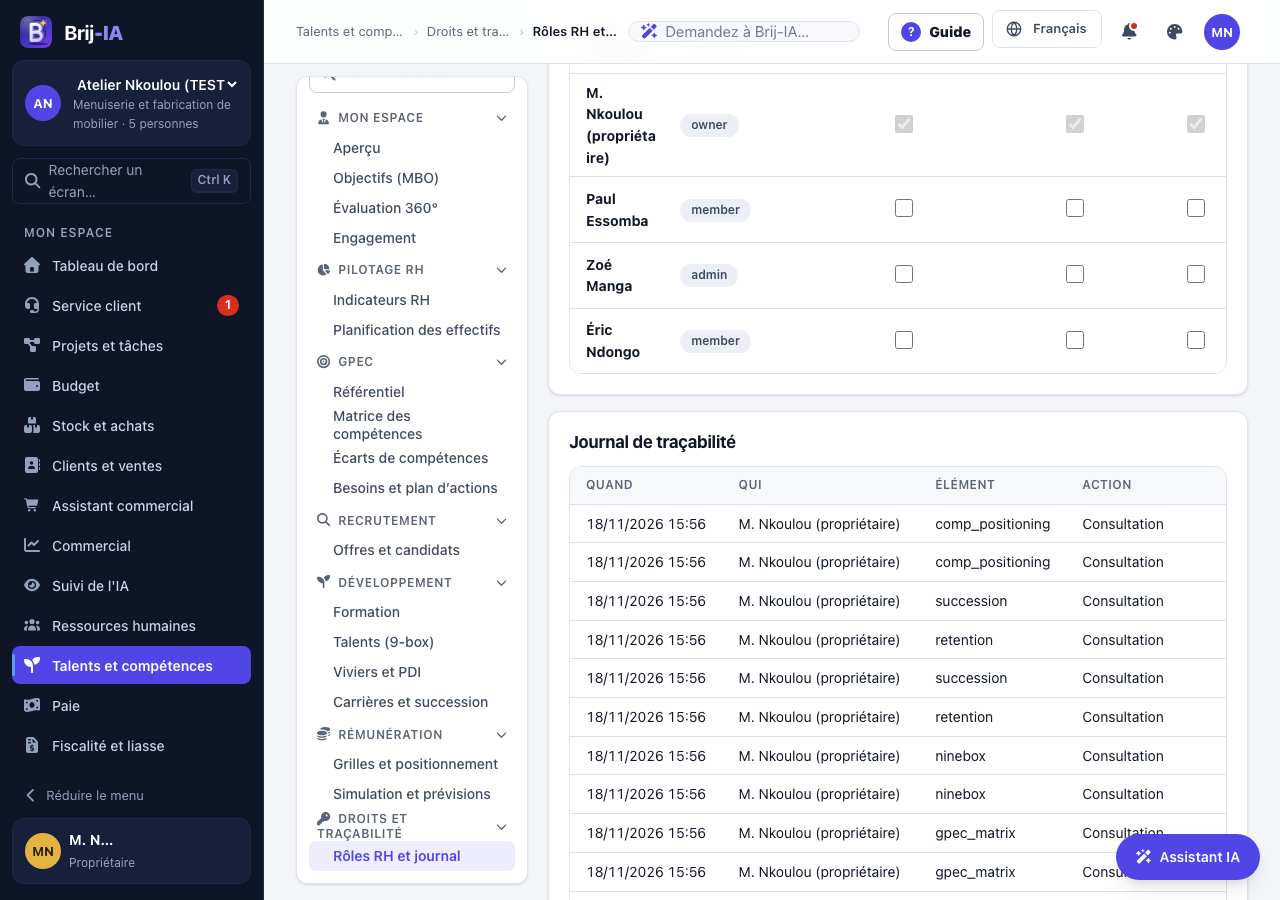 Brij-IA
AN
Atelier Nkoulou (TEST
Menuiserie et fabrication de
mobilier · 5 personnes
Rechercher un
écran...
Ctrl K
MON ESPACE
Tableau de bord
Service client
1
Projets et tâches
Budget
Stock et achats
Clients et ventes
Assistant commercial
Commercial
Suivi de l'IA
Ressources humaines
Talents et compétences
Paie
Fiscalité et liasse
Réduire le menu
MN
M. N...
Propriétaire
Talents et comp... › Droits et tra... › Rôles RH et...
Demandez à Brij-IA...
? Guide
Français
MN
MON ESPACE
Aperçu
Objectifs (MBO)
Évaluation 360°
Engagement
PILOTAGE RH
Indicateurs RH
Planification des effectifs
GPEC
Référentiel
Matrice des
compétences
Écarts de compétences
Besoins et plan d'actions
RECRUTEMENT
Offres et candidats
DÉVELOPPEMENT
Formation
Talents (9-box)
Viviers et PDI
Carrières et succession
RÉMUNÉRATION
Grilles et positionnement
Simulation et prévisions
DROITS ET
TRAÇABILITÉ
Rôles RH et journal
M.
Nkoulou
(propriéta
ire)
owner
Paul
Essomba
member
Zoé
Manga
admin
Éric
Ndongo
member
Journal de traçabilité
QUAND QUI ÉLÉMENT ACTION
18/11/2026 15:56 M. Nkoulou (propriétaire) comp_positioning Consultation
18/11/2026 15:56 M. Nkoulou (propriétaire) comp_positioning Consultation
18/11/2026 15:56 M. Nkoulou (propriétaire) succession Consultation
18/11/2026 15:56 M. Nkoulou (propriétaire) retention Consultation
18/11/2026 15:56 M. Nkoulou (propriétaire) succession Consultation
18/11/2026 15:56 M. Nkoulou (propriétaire) retention Consultation
18/11/2026 15:56 M. Nkoulou (propriétaire) ninebox Consultation
18/11/2026 15:56 M. Nkoulou (propriétaire) ninebox Consultation
18/11/2026 15:56 M. Nkoulou (propriétaire) gpec_matrix Consultation
18/11/2026 15:56 M. Nkoulou (propriétaire) gpec_matrix
Assistant IA